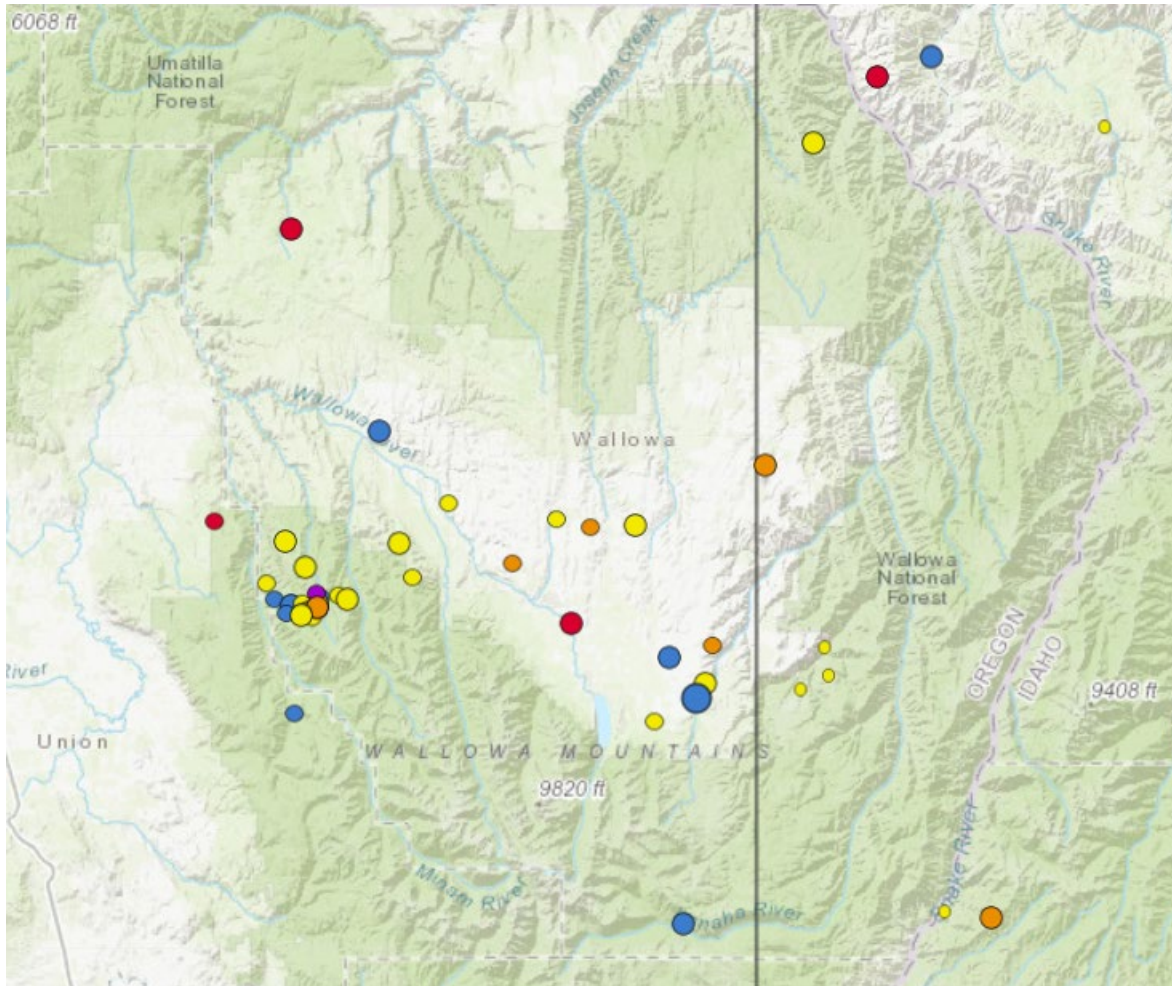 6068 ft
Umatilla
National
Forest
Joseph Creek
Snake River
Wallowa River
Wallowa
Wallowa
National
Forest
OREGON
IDAHO
River
9408 ft
Union
WALLOWA MOUNTAINS
9820 ft
Minam River
Snake River
River